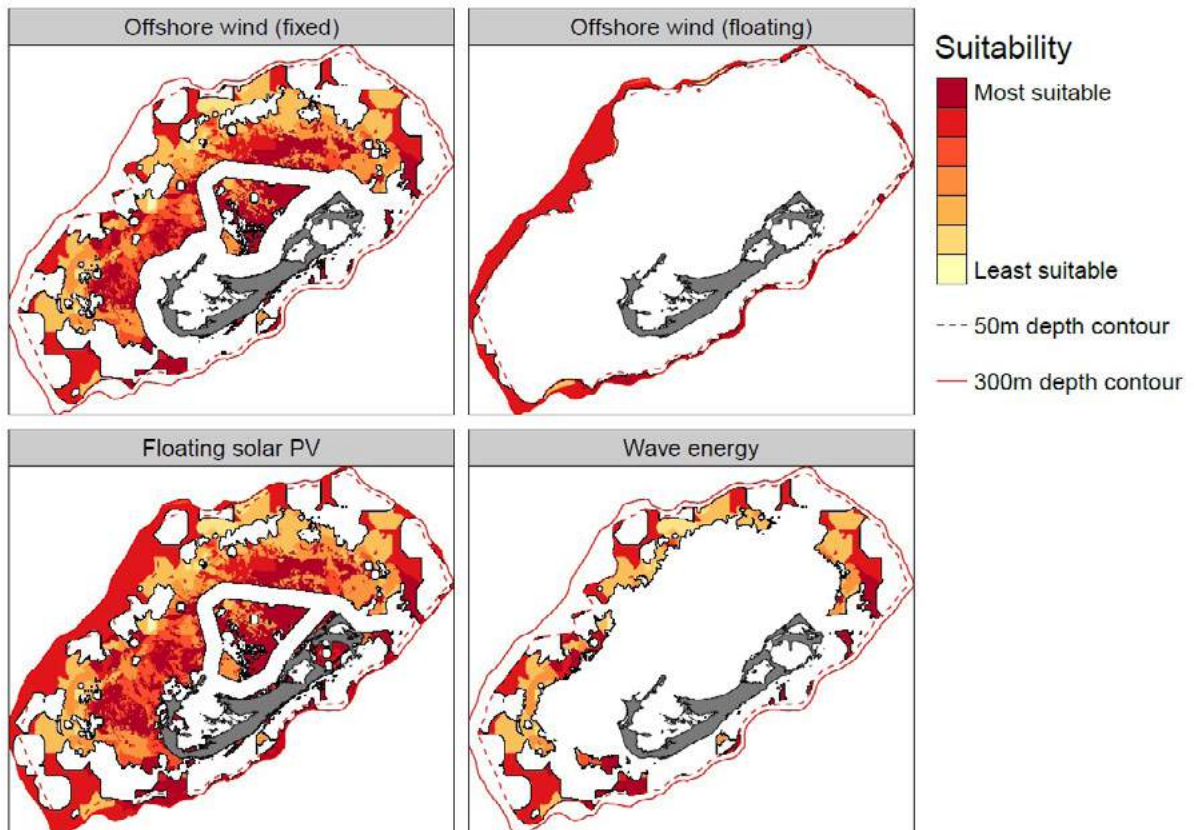 Offshore wind (fixed)
Offshore wind (floating)
Suitability
Most suitable
Least suitable
50m depth contour
300m depth contour
Floating solar PV
Wave energy